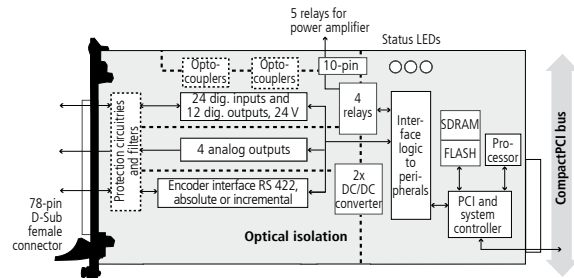 5 relays for
power amplifier
Status LEDs
Opto-
couplers
Opto-
couplers
10-pin
Protection circuitries
and filters
24 dig. inputs and
12 dig. outputs, 24 V
4
relays
4 analog outputs
Encoder interface RS 422,
absolute or incremental
2x
DC/DC
converter
Inter-
face
logic
to
peri-
pherals
SDRAM
FLASH
Pro-
cessor
PCI and
system
controller
CompactPCI bus
78-pin
D-Sub
female
connector
Optical isolation